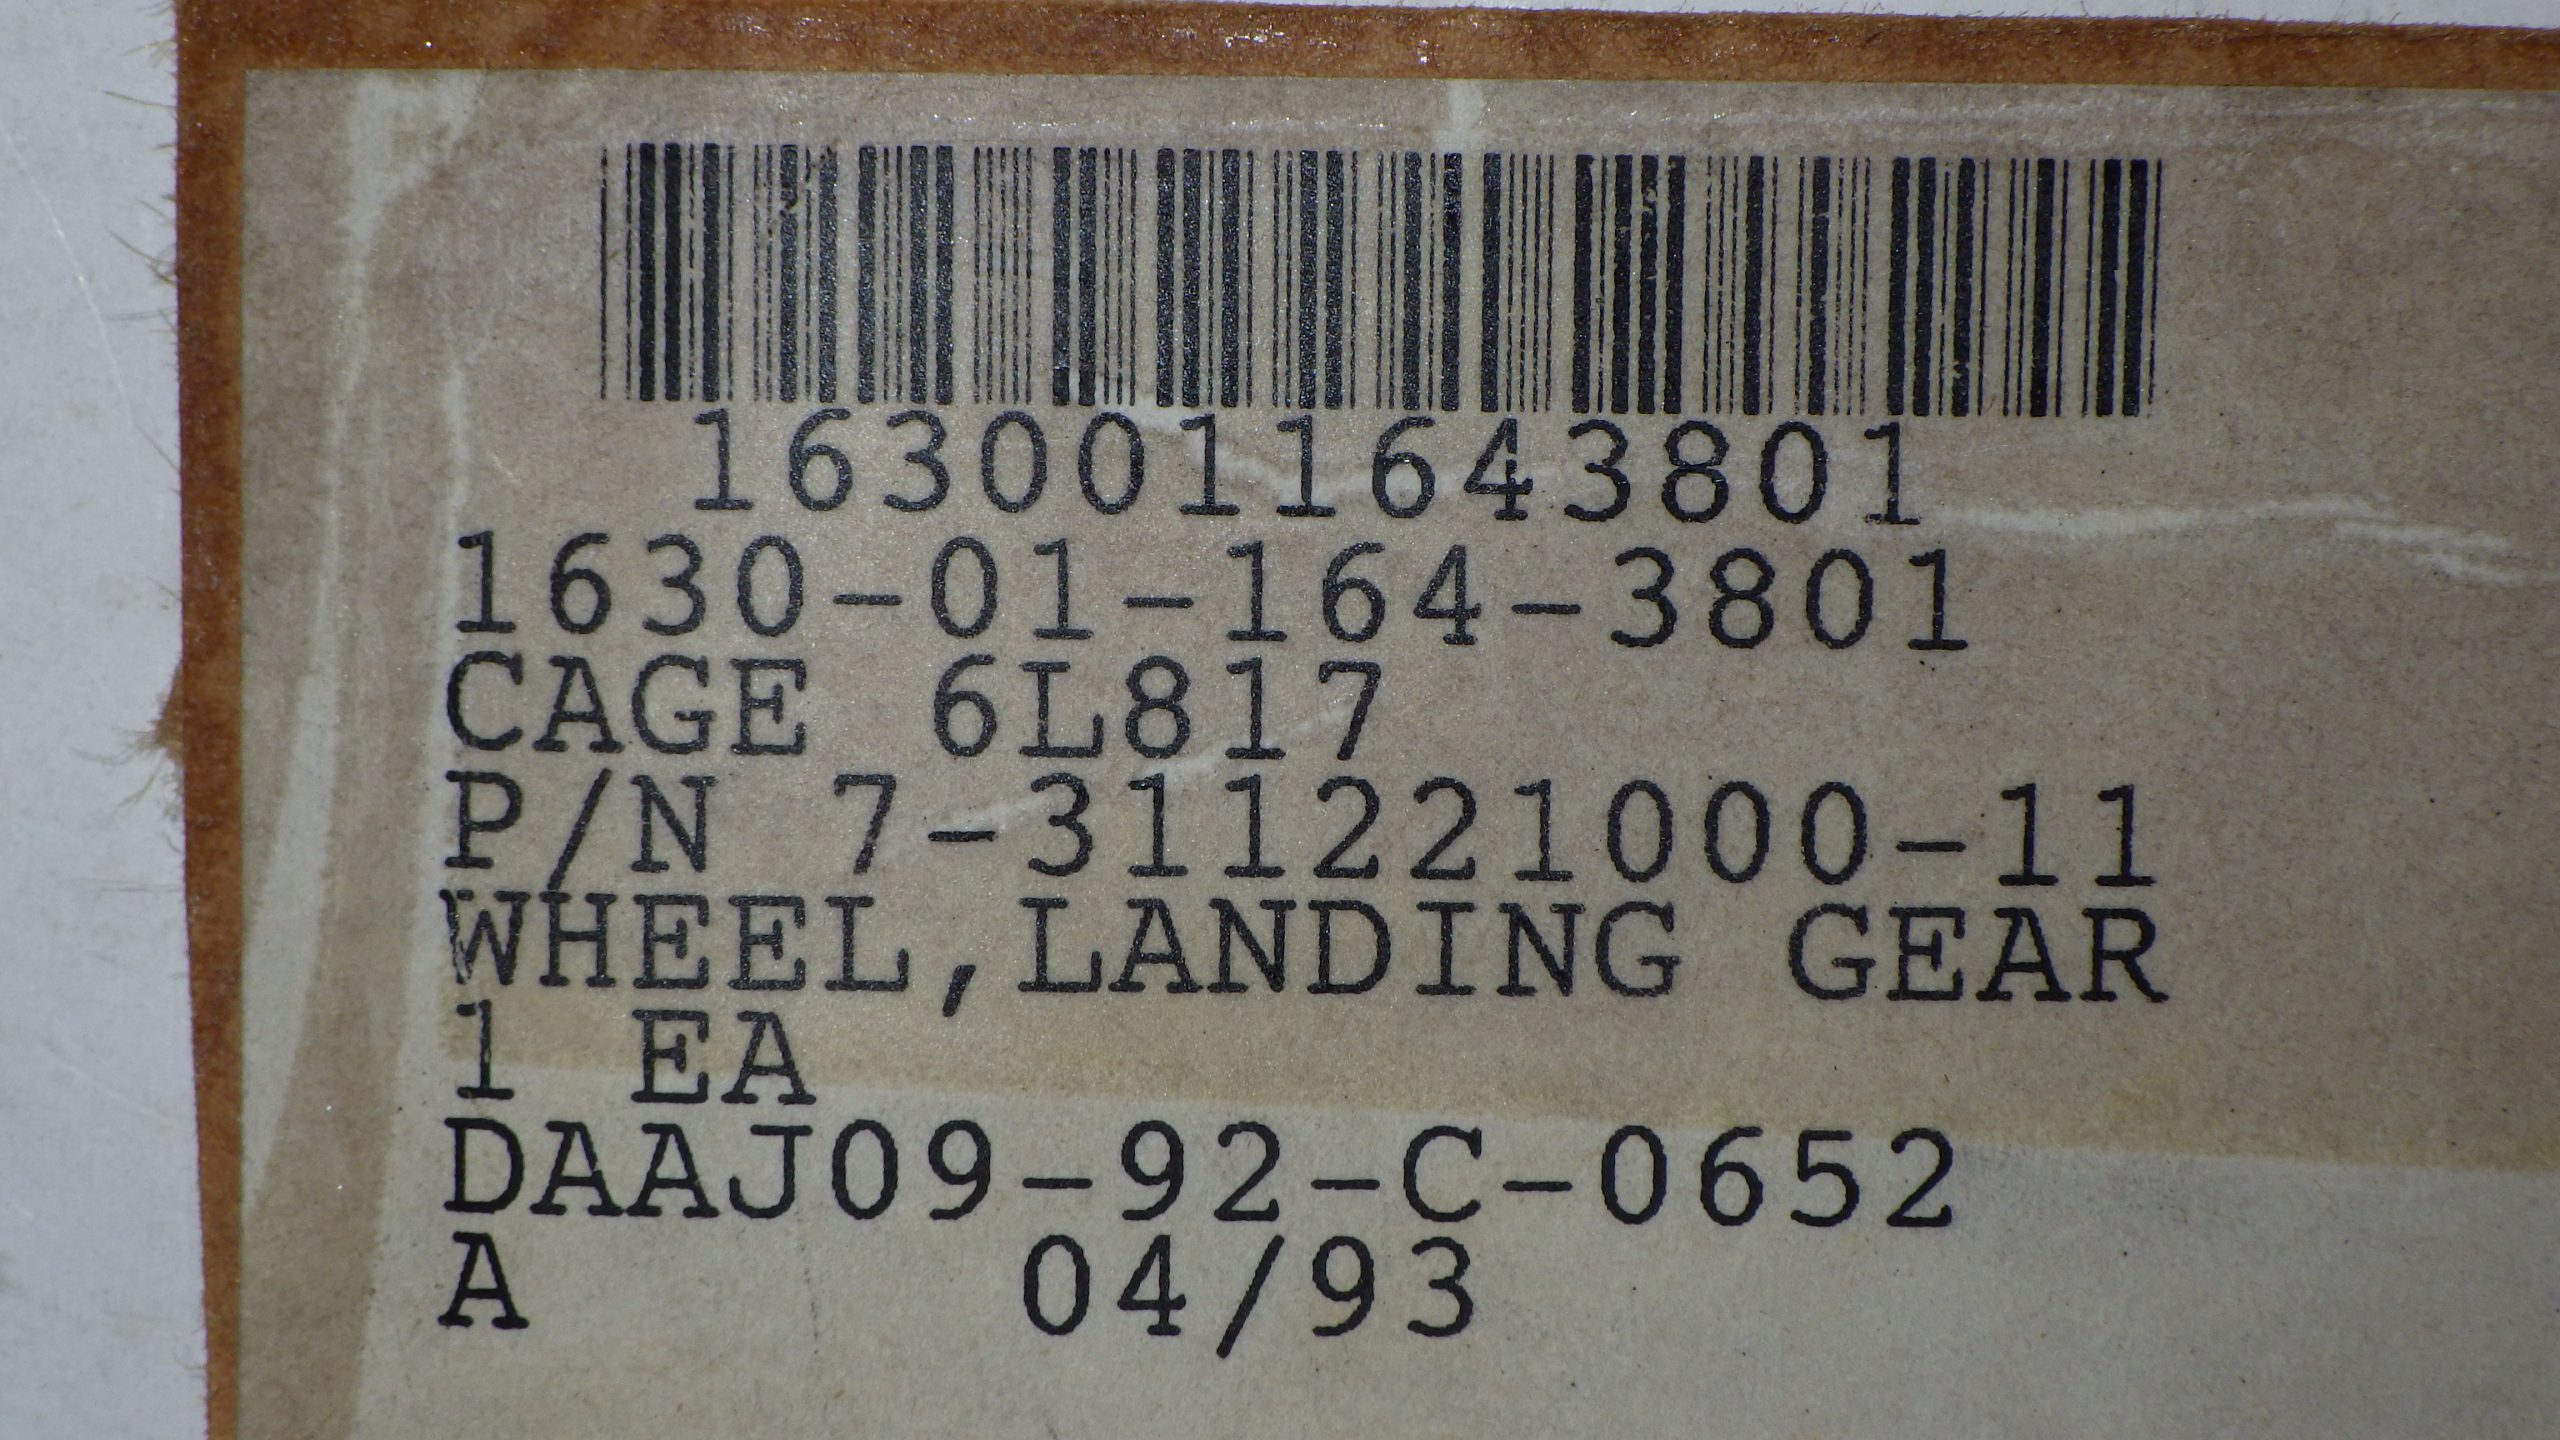 1630011643801
1630-01-164-3801
CAGE 6L817
P/N 7-311221000-11
WHEEL,LANDING GEAR
1 EA
DAAJ09-92-C-0652
A 04/93